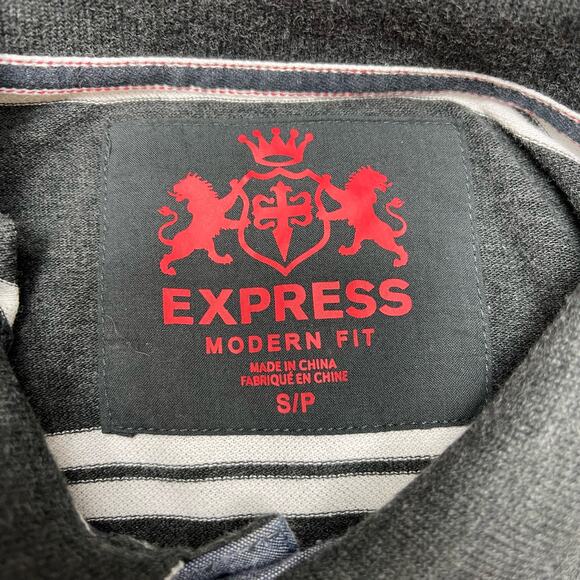 EXPRESS
MODERN FIT
MADE IN CHINA
FABRIQUÉ EN CHINE
S/P